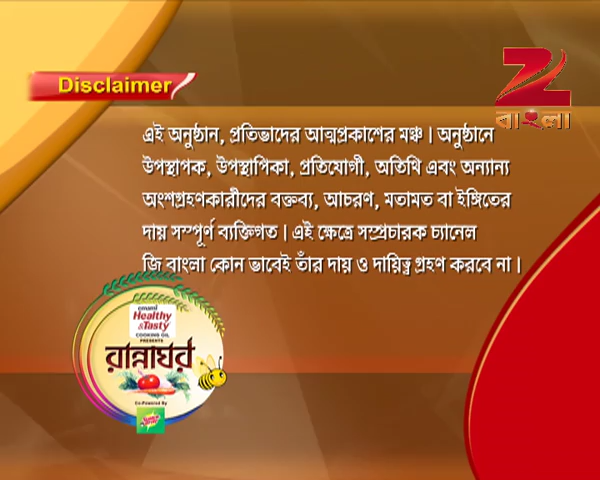 Disclaimer
বাংলা
এই অনুষ্ঠান, প্রতিভাদের আত্মপ্রকাশের মঞ্চ । অনুষ্ঠানে
উপস্থাপক, উপস্থাপিকা, প্রতিযোগী, অতিথি এবং অন্যান্য
অংশগ্রহণকারীদের বক্তব্য, আচরণ, মতামত বা ইঙ্গিতের
দায় সম্পূর্ণ ব্যক্তিগত । এই ক্ষেত্রে সম্প্রচারক চ্যানেল
জি বাংলা কোন ভাবেই তাঁর দায় ও দায়িত্ব গ্রহণ করবে না ।
emami
Healthy
&Tasty
COOKING OIL
PRESENTS
রান্নাঘর
Co-Powered By